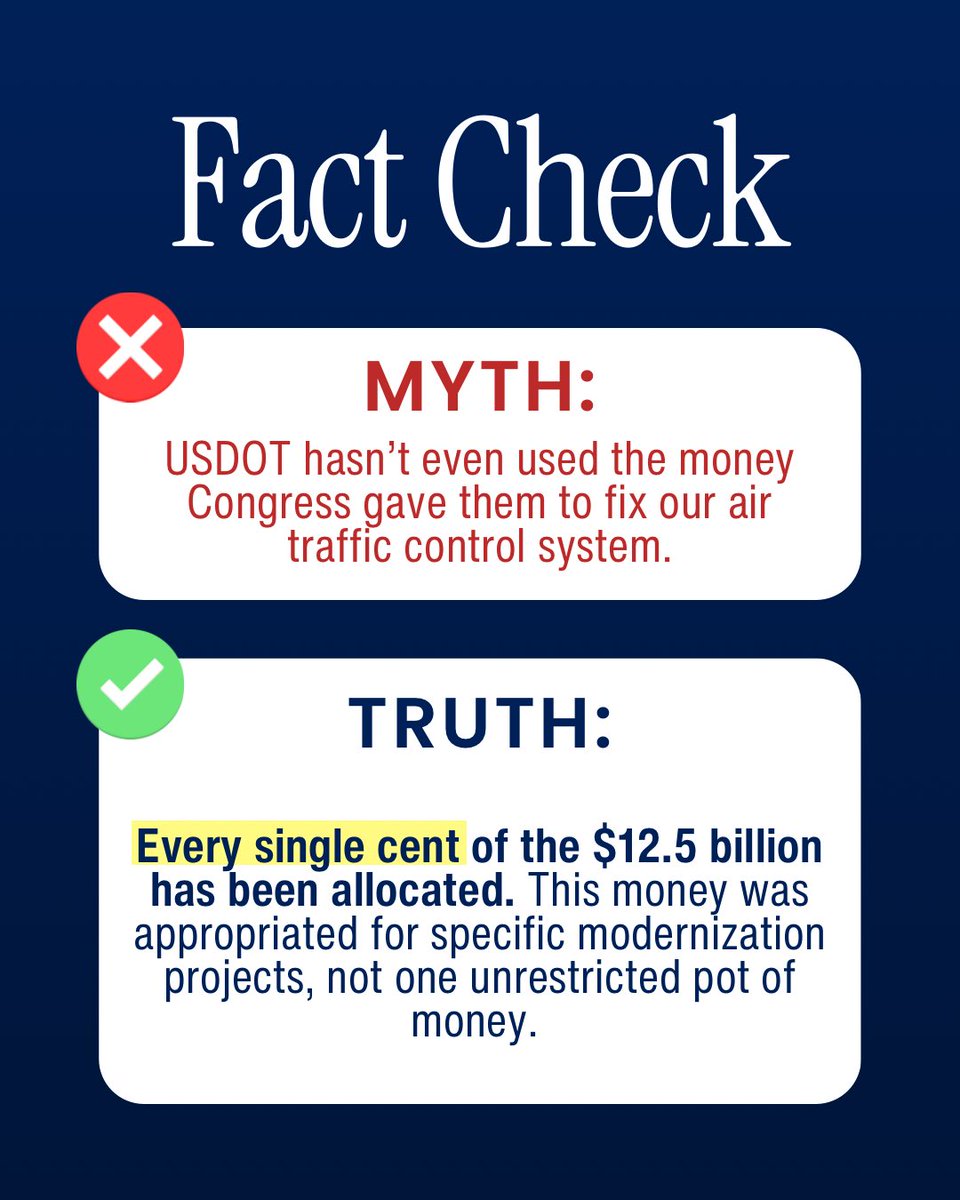 Fact Check
MYTH:
USDOT hasn’t even used the money
Congress gave them to fix our air
traffic control system.
TRUTH:
Every single cent of the $12.5 billion
has been allocated. This money was
appropriated for specific modernization
projects, not one unrestricted pot of
money.